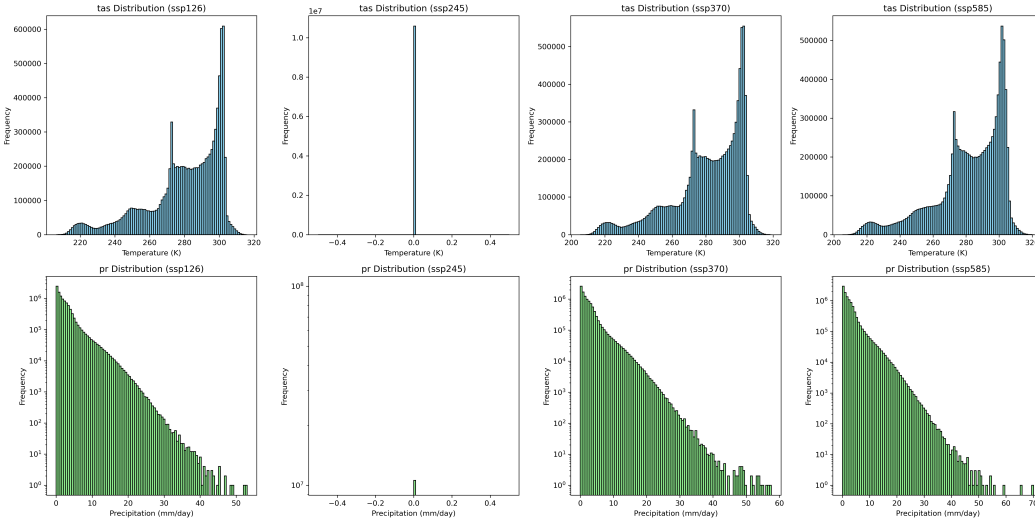 tas Distribution (ssp126)
600000
500000
400000
300000
200000
100000
0
Frequency
220 240 260 280 300 320
Temperature (K)
tas Distribution (ssp245)
1e7
1.0
0.8
0.6
0.4
0.2
0.0
Frequency
−0.4 −0.2 0.0 0.2 0.4
Temperature (K)
tas Distribution (ssp370)
500000
400000
300000
200000
100000
0
Frequency
200 220 240 260 280 300 320
Temperature (K)
tas Distribution (ssp585)
500000
400000
300000
200000
100000
0
Frequency
200 220 240 260 280 300 320
Temperature (K)
pr Distribution (ssp126)
10⁶
10⁵
10⁴
10³
10²
10¹
10⁰
Frequency
0 10 20 30 40 50
Precipitation (mm/day)
pr Distribution (ssp245)
10⁸
10⁷
Frequency
−0.4 −0.2 0.0 0.2 0.4
Precipitation (mm/day)
pr Distribution (ssp370)
10⁶
10⁵
10⁴
10³
10²
10¹
10⁰
Frequency
0 10 20 30 40 50 60
Precipitation (mm/day)
pr Distribution (ssp585)
10⁶
10⁵
10⁴
10³
10²
10¹
10⁰
Frequency
0 10 20 30 40 50 60 70
Precipitation (mm/day)